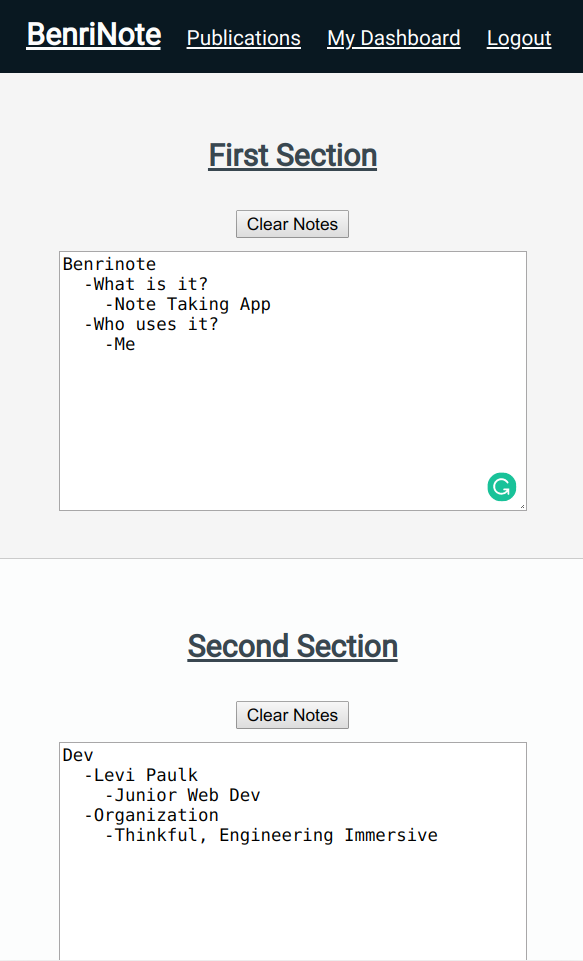 BenriNote Publications My Dashboard Logout
First Section
Clear Notes
Benrinote
-What is it?
-Note Taking App
-Who uses it?
-Me
Second Section
Clear Notes
Dev
-Levi Paulk
-Junior Web Dev
-Organization
-Thinkful, Engineering Immersive